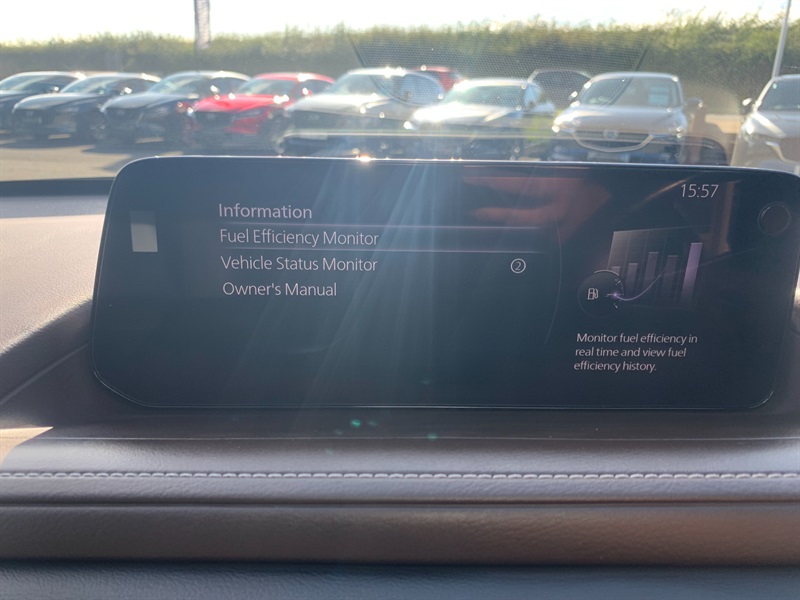 15:57
Information
Fuel Efficiency Monitor
Vehicle Status Monitor 2
Owner's Manual
Monitor fuel efficiency in
real time and view fuel
efficiency history.